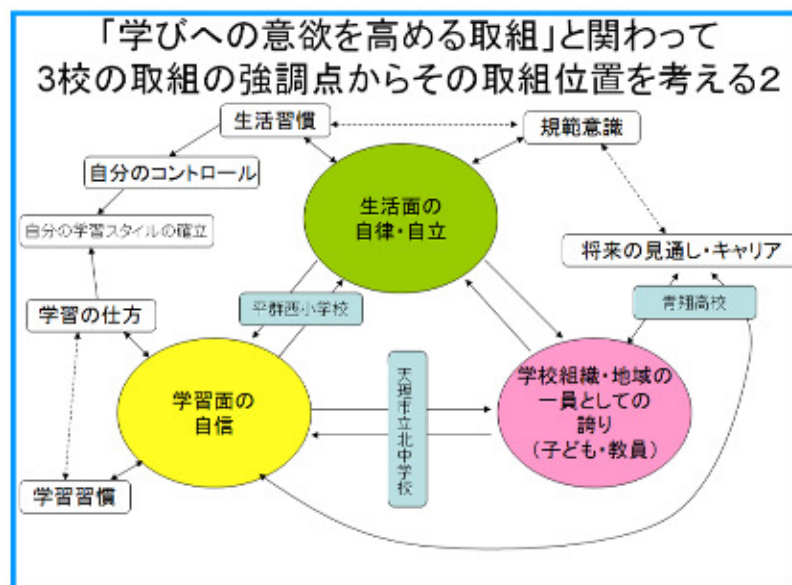 「学びへの意欲を高める取組」と関わって
3校の取組の強調点からその取組位置を考える2
生活習慣
規範意識
自分のコントロール
生活面の
自律・自立
自分の学習スタイルの確立
将来の見通し・キャリア
平群西小学校
青翔高校
学習の仕方
学習面の
自信
天理市立北中学校
学校組織・地域の
一員としての
誇り
(子ども・教員)
学習習慣